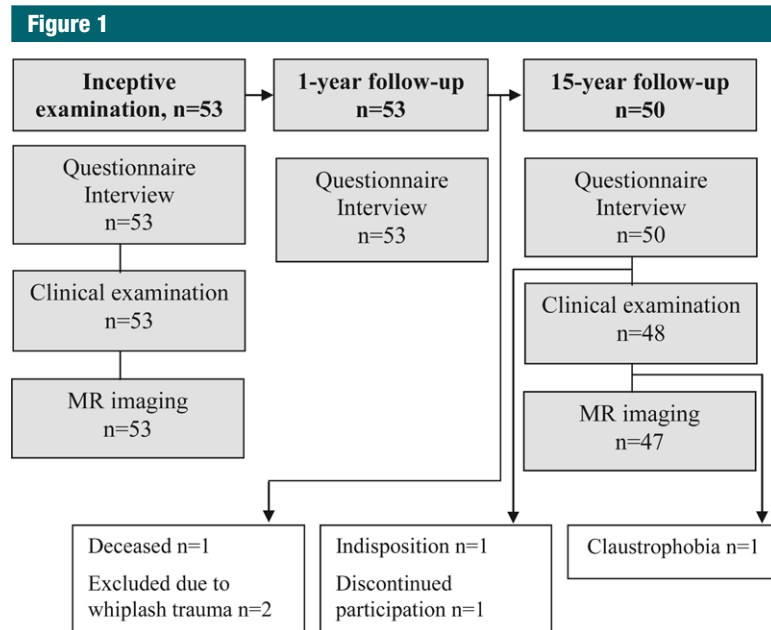 Figure 1
Inceptive
examination, n=53
1-year follow-up
n=53
15-year follow-up
n=50
Questionnaire
Interview
n=53
Questionnaire
Interview
n=53
Questionnaire
Interview
n=50
Clinical examination
n=53
Clinical examination
n=48
MR imaging
n=53
MR imaging
n=47
Deceased n=1
Excluded due to
whiplash trauma n=2
Indisposition n=1
Discontinued
participation n=1
Claustrophobia n=1